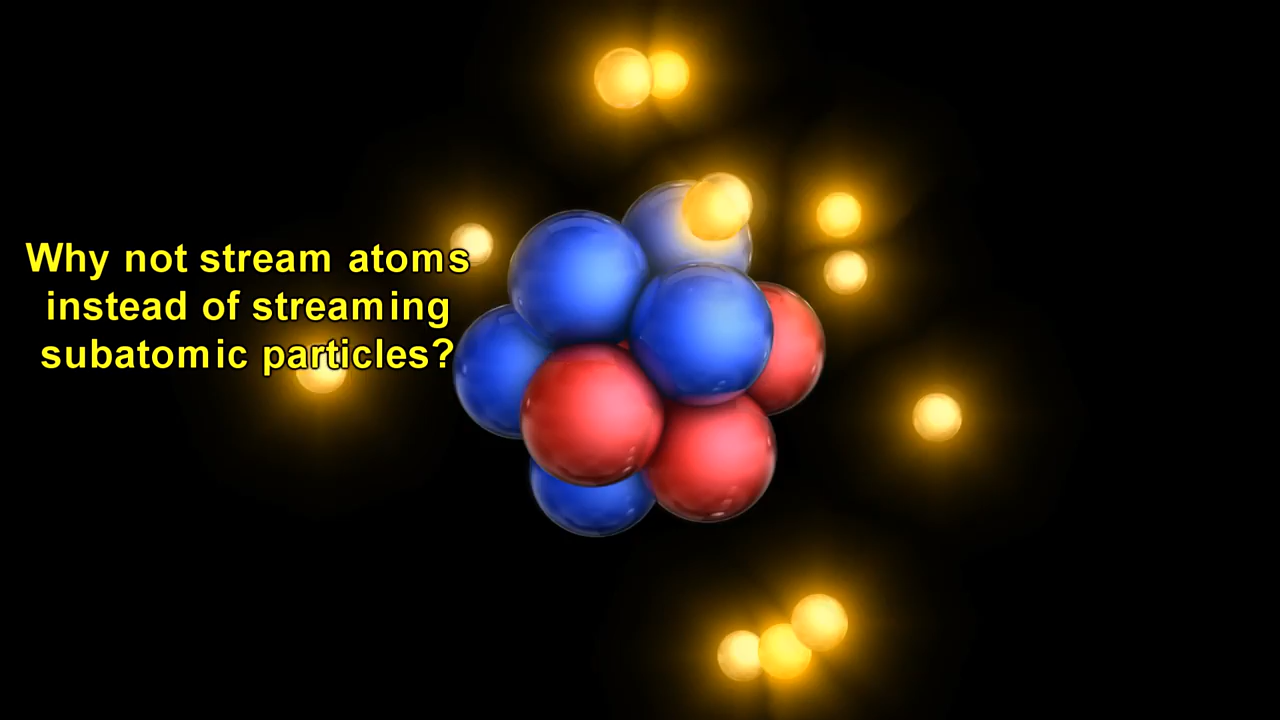 Why not stream atoms
instead of streaming
subatomic particles?